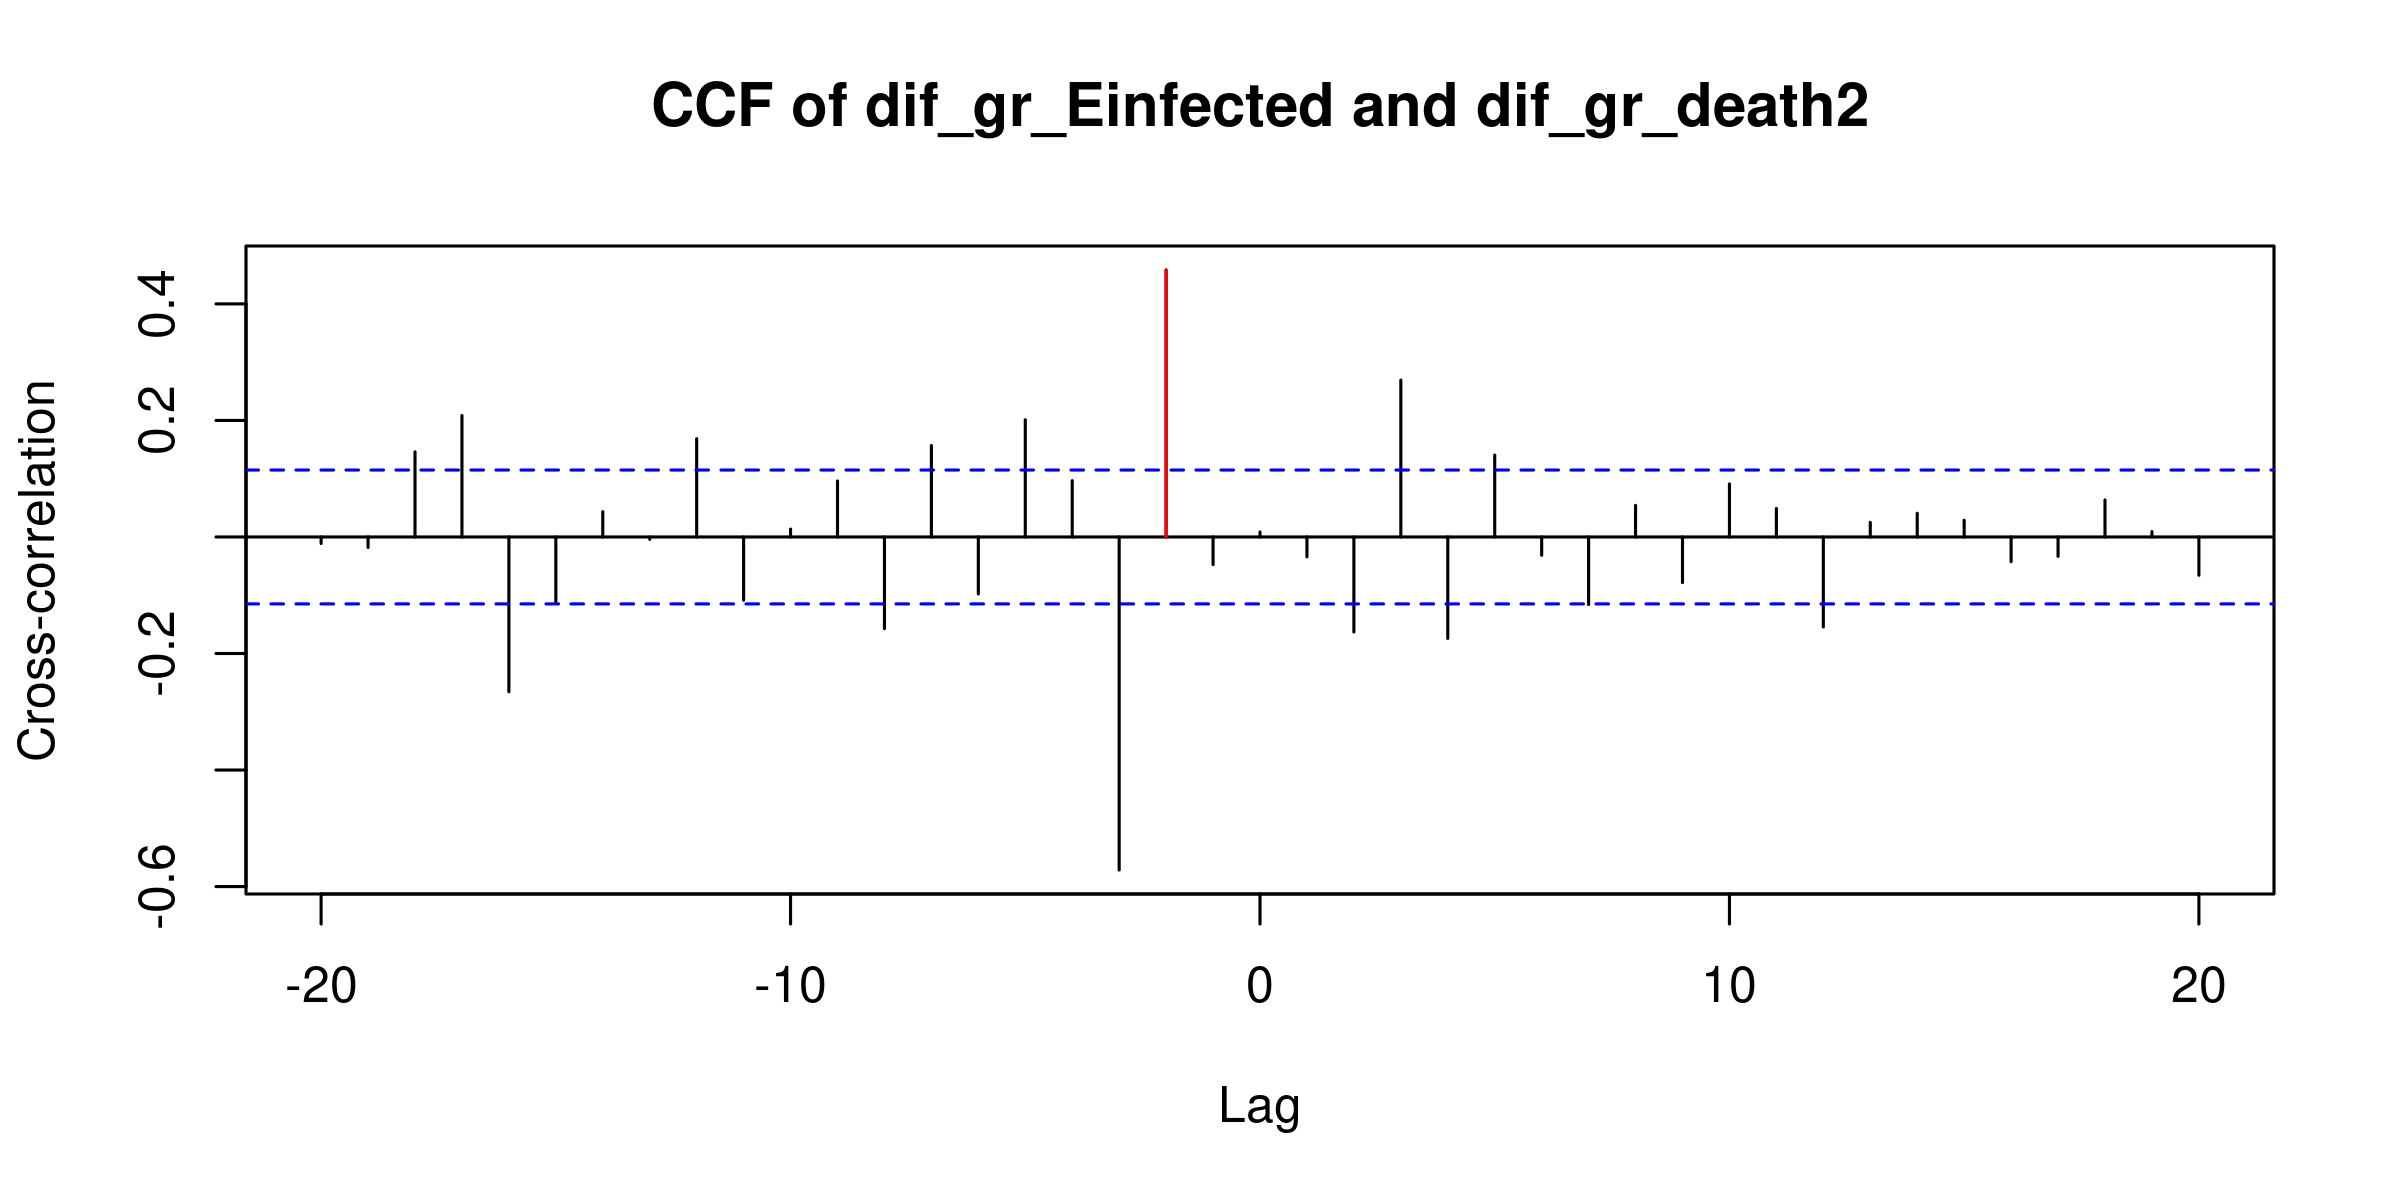 CCF of dif_gr_Einfected and dif_gr_death2
Cross-correlation
0.4
0.2
-0.2
-0.6
-20 -10 0 10 20
Lag